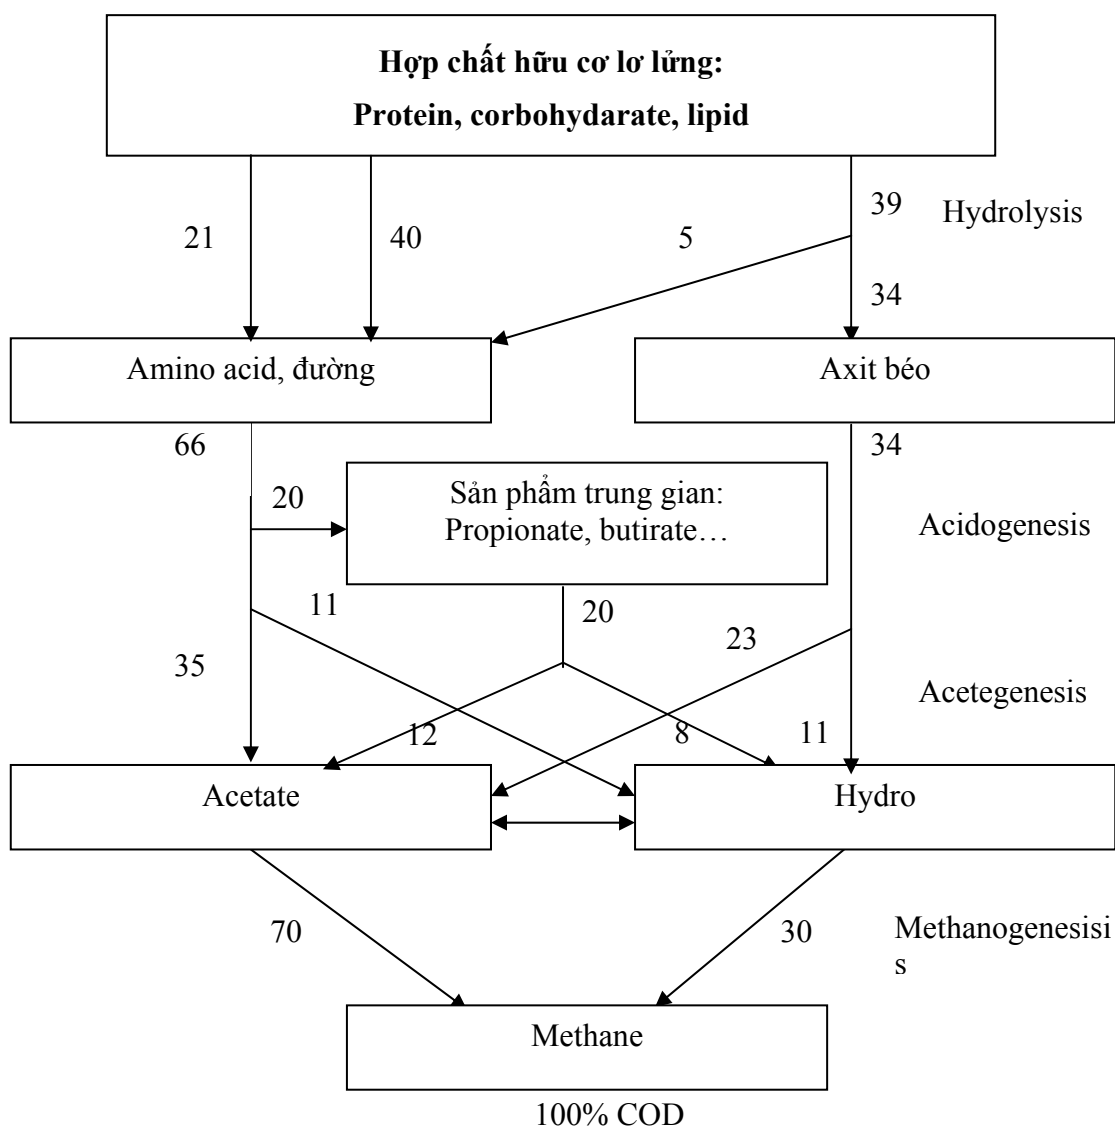 Hợp chất hữu cơ lơ lửng:
Protein, corbohydarate, lipid
39
Hydrolysis
21
40
5
34
Amino acid, đường
Axit béo
66
34
20
Sản phẩm trung gian:
Propionate, butirate…
Acidogenesis
11
20
23
35
Acetegenesis
12
8
11
Acetate
Hydro
70
30
Methanogenesisi
s
Methane
100% COD